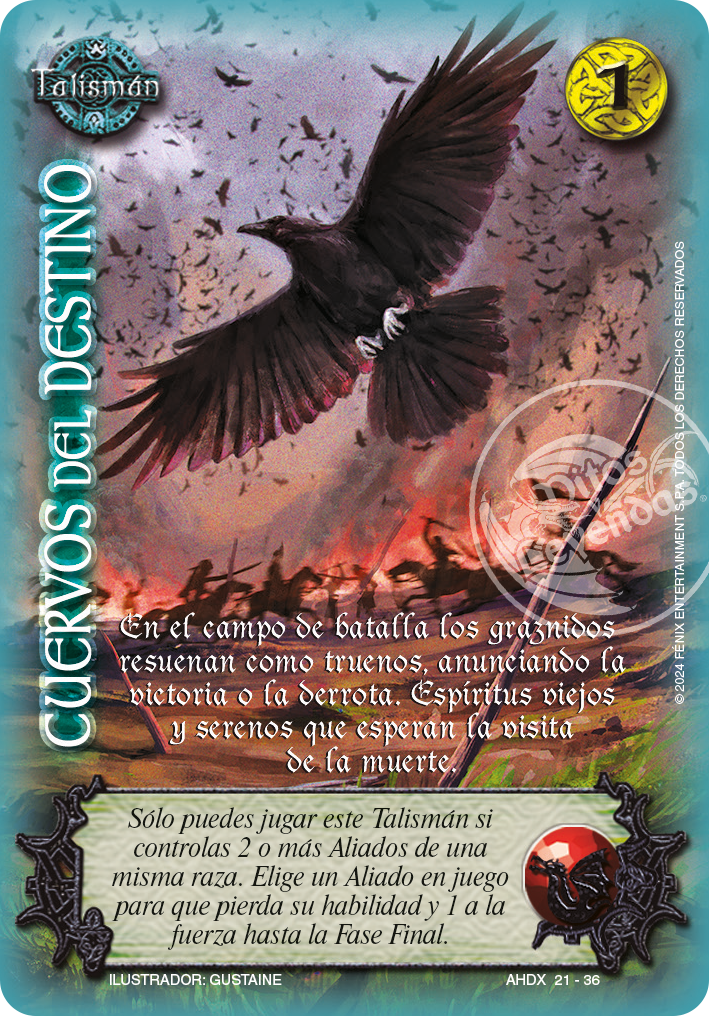 Talismán
1
CUERVOS DEL DESTINO
Mitos
y
Leyendas
®
© 2024 FÉNIX ENTERTAINMENT S.P.A. TODOS LOS DERECHOS RESERVADOS
En el campo de batalla los graznidos
resuenan como truenos, anunciando la
victoria o la derrota. Espíritus viejos
y serenos que esperan la visita
de la muerte.
Sólo puedes jugar este Talismán si
controlas 2 o más Aliados de una
misma raza. Elige un Aliado en juego
para que pierda su habilidad y 1 a la
fuerza hasta la Fase Final.
ILUSTRADOR: GUSTAINE
AHDX 21 - 36